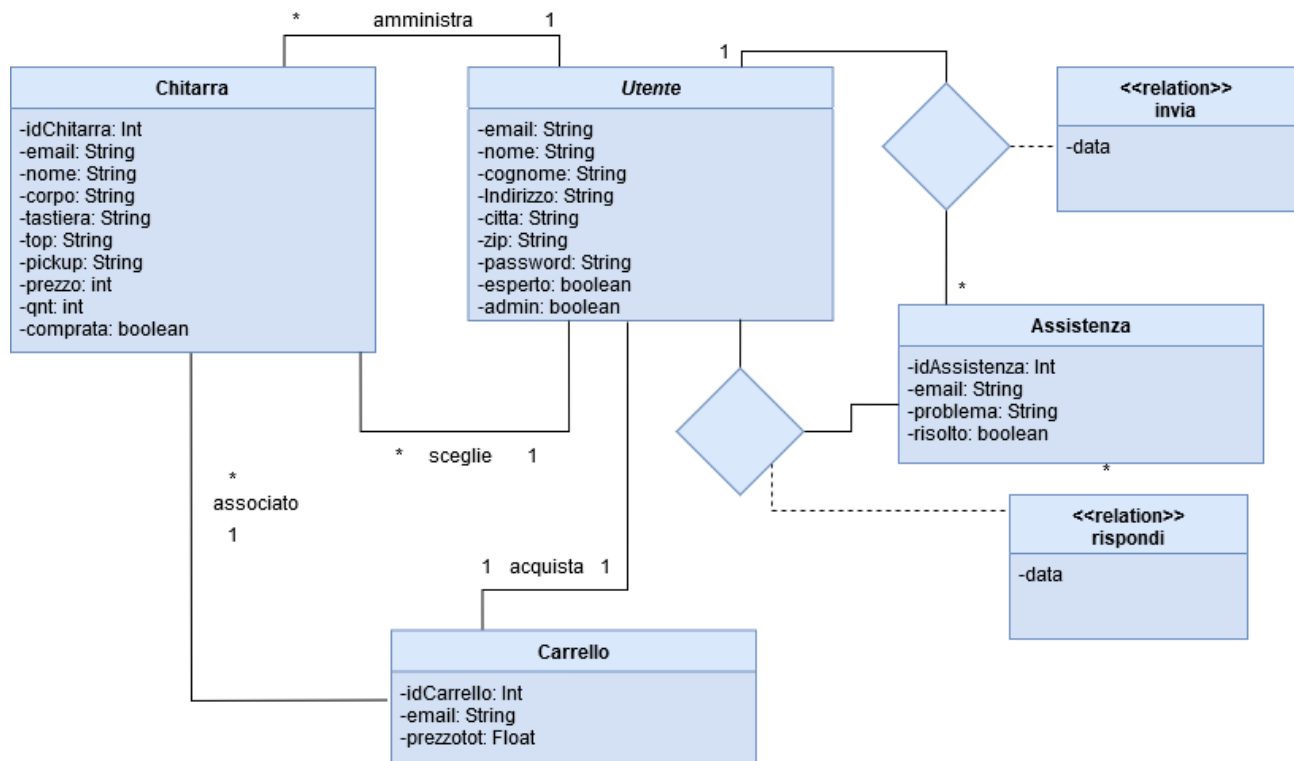 * amministra 1
Chitarra
-idChitarra: Int
-email: String
-nome: String
-corpo: String
-tastiera: String
-top: String
-pickup: String
-prezzo: int
-qnt: int
-comprata: boolean
Utente
-email: String
-nome: String
-cognome: String
-Indirizzo: String
-citta: String
-zip: String
-password: String
-esperto: boolean
-admin: boolean
1
<<relation>>
invia
-data
*
Assistenza
-idAssistenza: Int
-email: String
-problema: String
-risolto: boolean
*
* sceglie 1
*
associato
1
<<relation>>
rispondi
-data
1 acquista 1
Carrello
-idCarrello: Int
-email: String
-prezzotot: Float